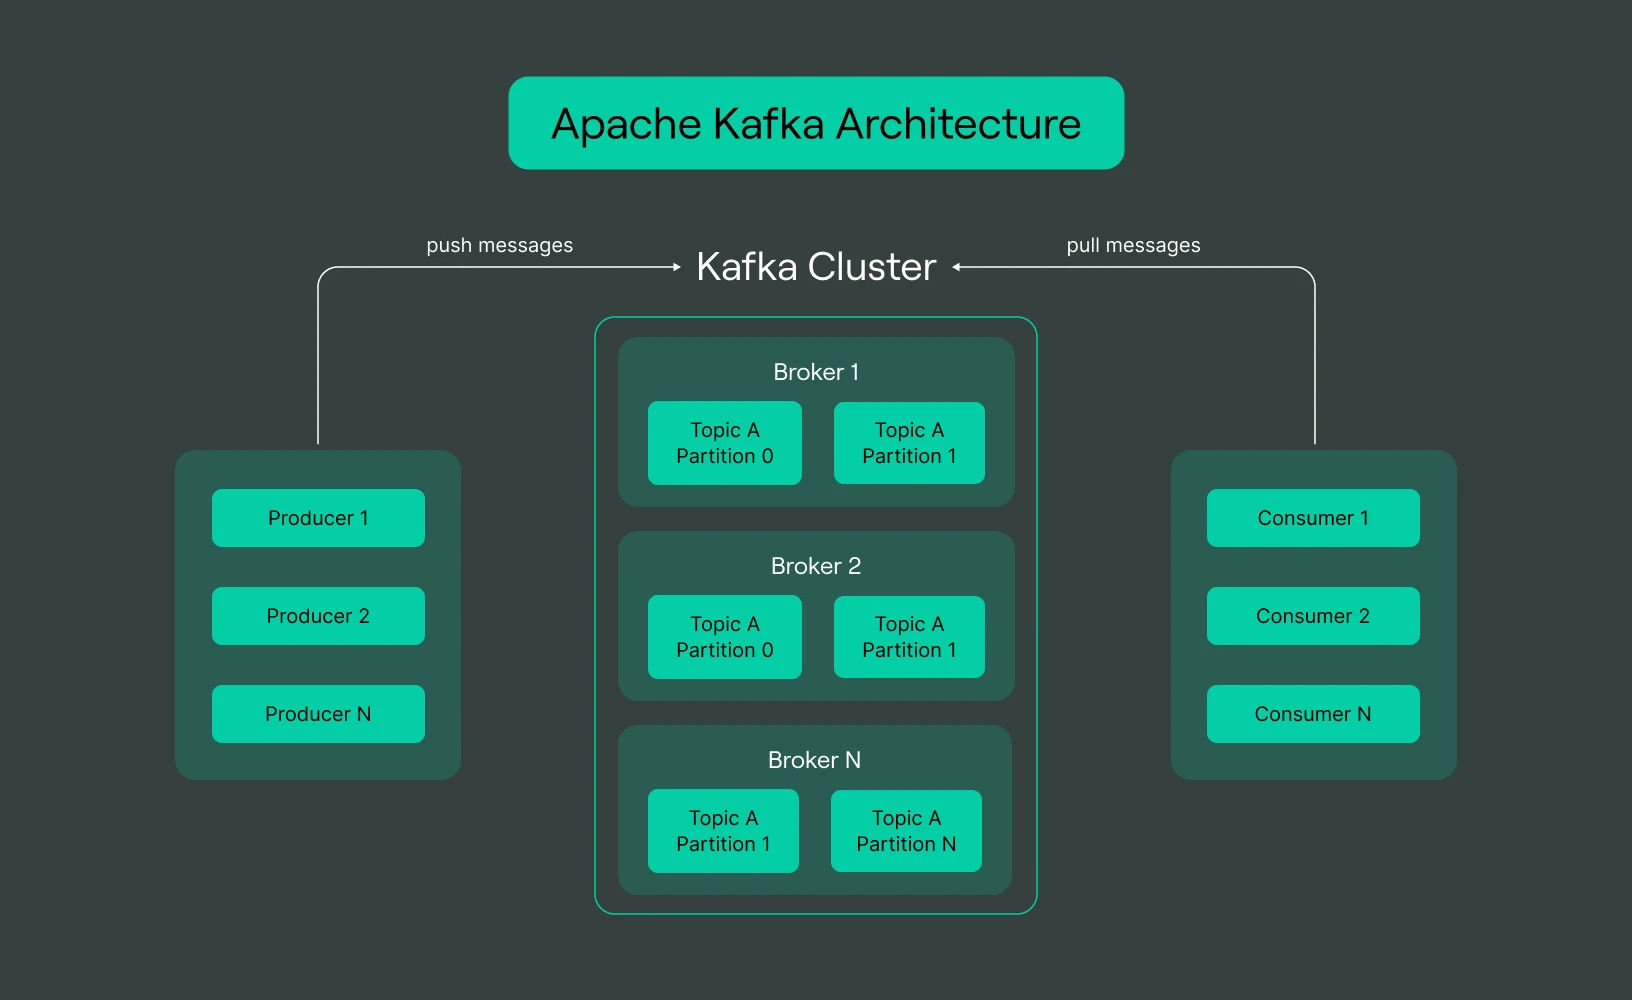 Apache Kafka Architecture
push messages
Kafka Cluster
pull messages
Producer 1
Producer 2
Producer N
Broker 1
Topic A
Partition 0
Topic A
Partition 1
Broker 2
Topic A
Partition 0
Topic A
Partition 1
Broker N
Topic A
Partition 1
Topic A
Partition N
Consumer 1
Consumer 2
Consumer N